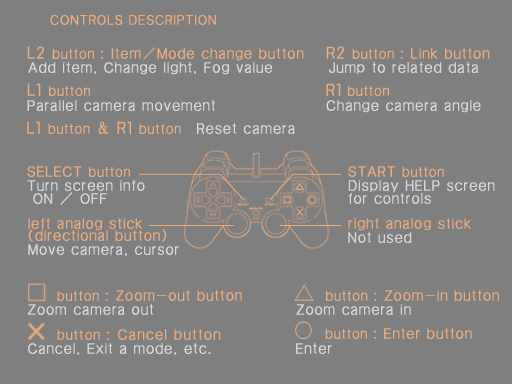 CONTROLS DESCRIPTION
L2 button : Item/Mode change button
Add item, Change light, Fog value
R2 button : Link button
Jump to related data
L1 button
Parallel camera movement
R1 button
Change camera angle
L1 button & R1 button Reset camera
SELECT button
Turn screen info
ON / OFF
START button
Display HELP screen
for controls
left analog stick
(directional button)
Move camera, cursor
right analog stick
Not used
□ button : Zoom-out button
Zoom camera out
△ button : Zoom-in button
Zoom camera in
✕ button : Cancel button
Cancel, Exit a mode, etc.
○ button : Enter button
Enter